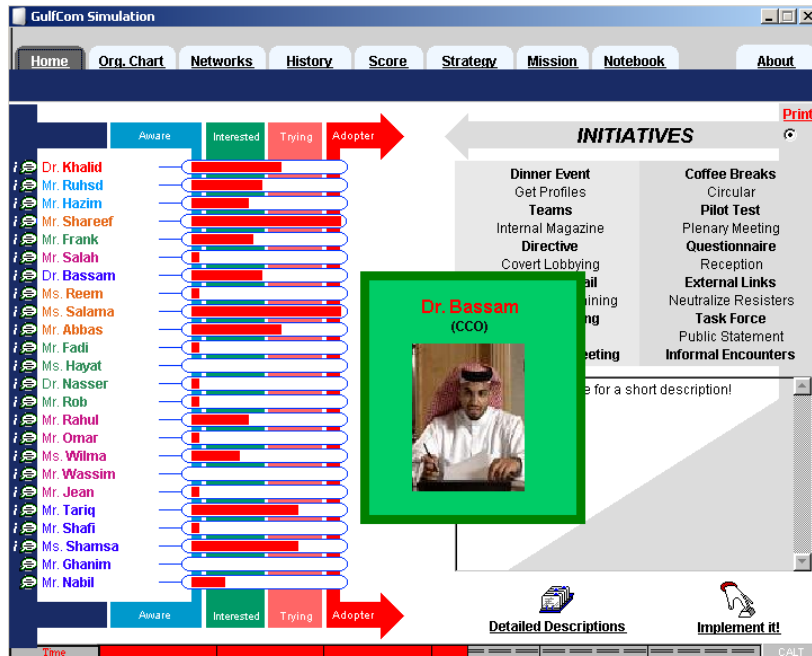 GulfCom Simulation
Home Org. Chart Networks History Score Strategy Mission Notebook About
Print
Aware Interested Trying Adopter
INITIATIVES
i Dr. Khalid
i Mr. Ruhsd
i Mr. Hazim
i Mr. Shareef
i Mr. Frank
i Mr. Salah
i Dr. Bassam
i Ms. Reem
i Ms. Salama
i Mr. Abbas
i Mr. Fadi
i Ms. Hayat
i Dr. Nasser
i Mr. Rob
i Mr. Rahul
i Mr. Omar
i Ms. Wilma
i Mr. Wassim
i Mr. Jean
i Mr. Tariq
i Mr. Shafi
i Ms. Shamsa
Mr. Ghanim
Mr. Nabil
Dinner Event
Get Profiles
Teams
Internal Magazine
Directive
Covert Lobbying
ail
ining
ng
eeting
Coffee Breaks
Circular
Pilot Test
Plenary Meeting
Questionnaire
Reception
External Links
Neutralize Resisters
Task Force
Public Statement
Informal Encounters
Dr. Bassam
(CCO)
e for a short description!
Aware Interested Trying Adopter
Detailed Descriptions
Implement it!
Time
CALT